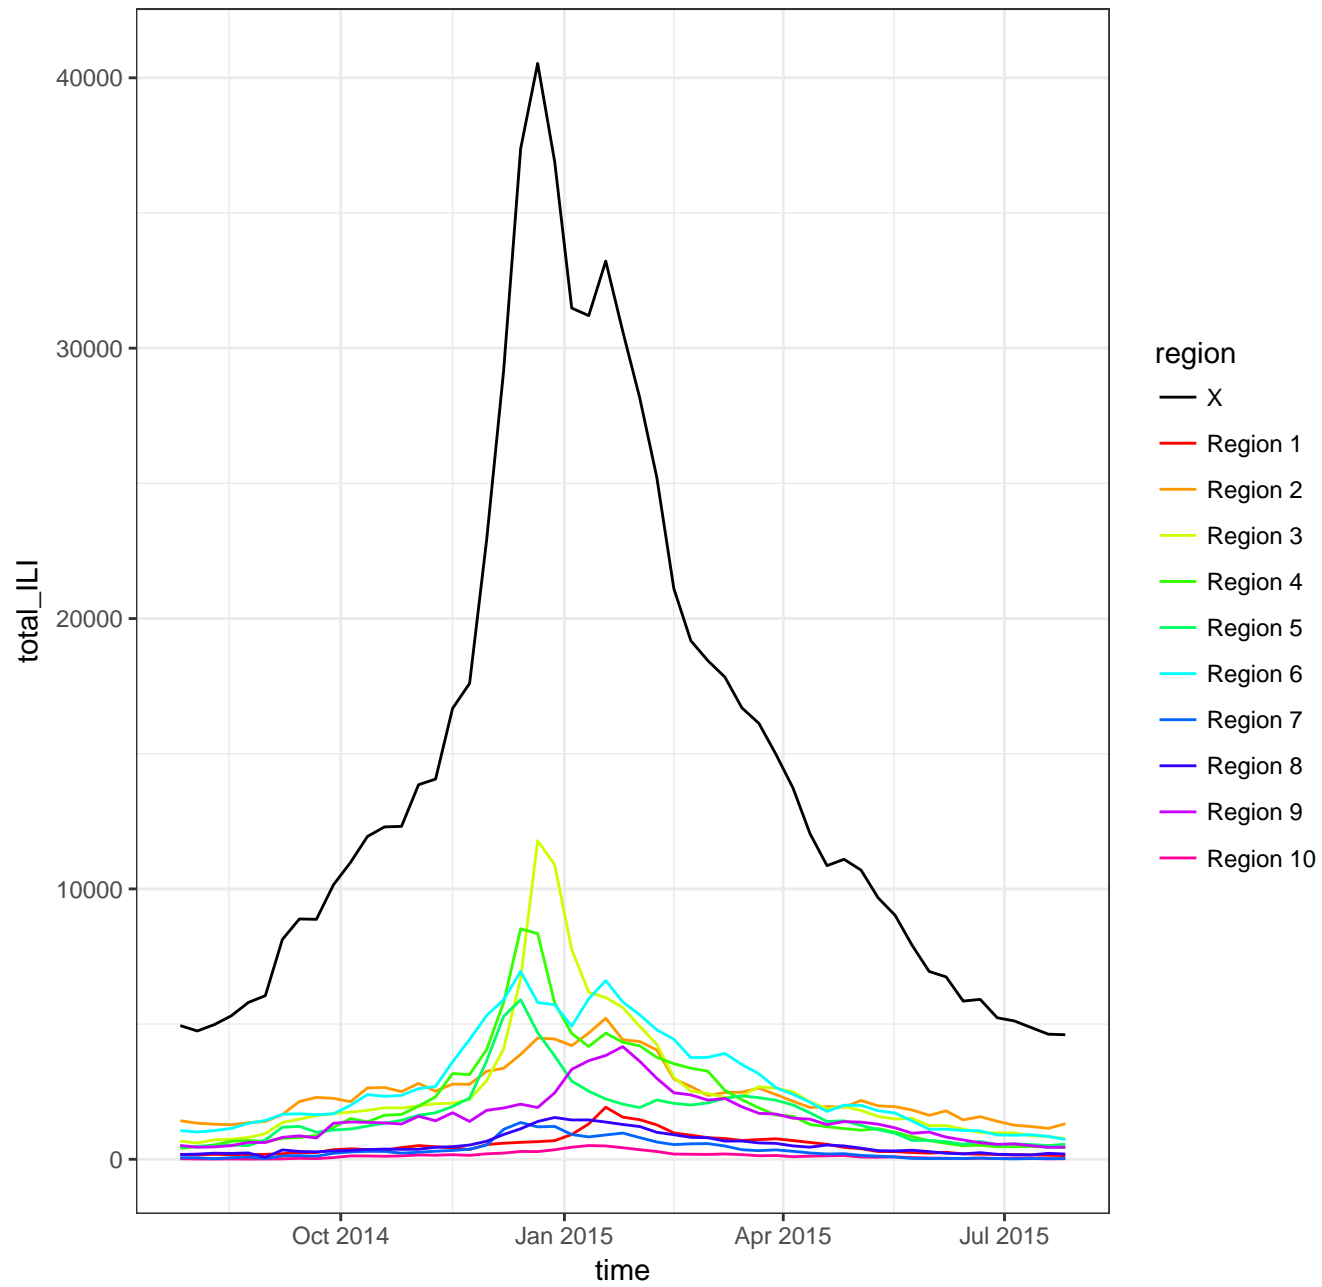 40000
30000
20000
10000
0
total_ILI
Oct 2014
Jan 2015
Apr 2015
Jul 2015
time
region
X
Region 1
Region 2
Region 3
Region 4
Region 5
Region 6
Region 7
Region 8
Region 9
Region 10